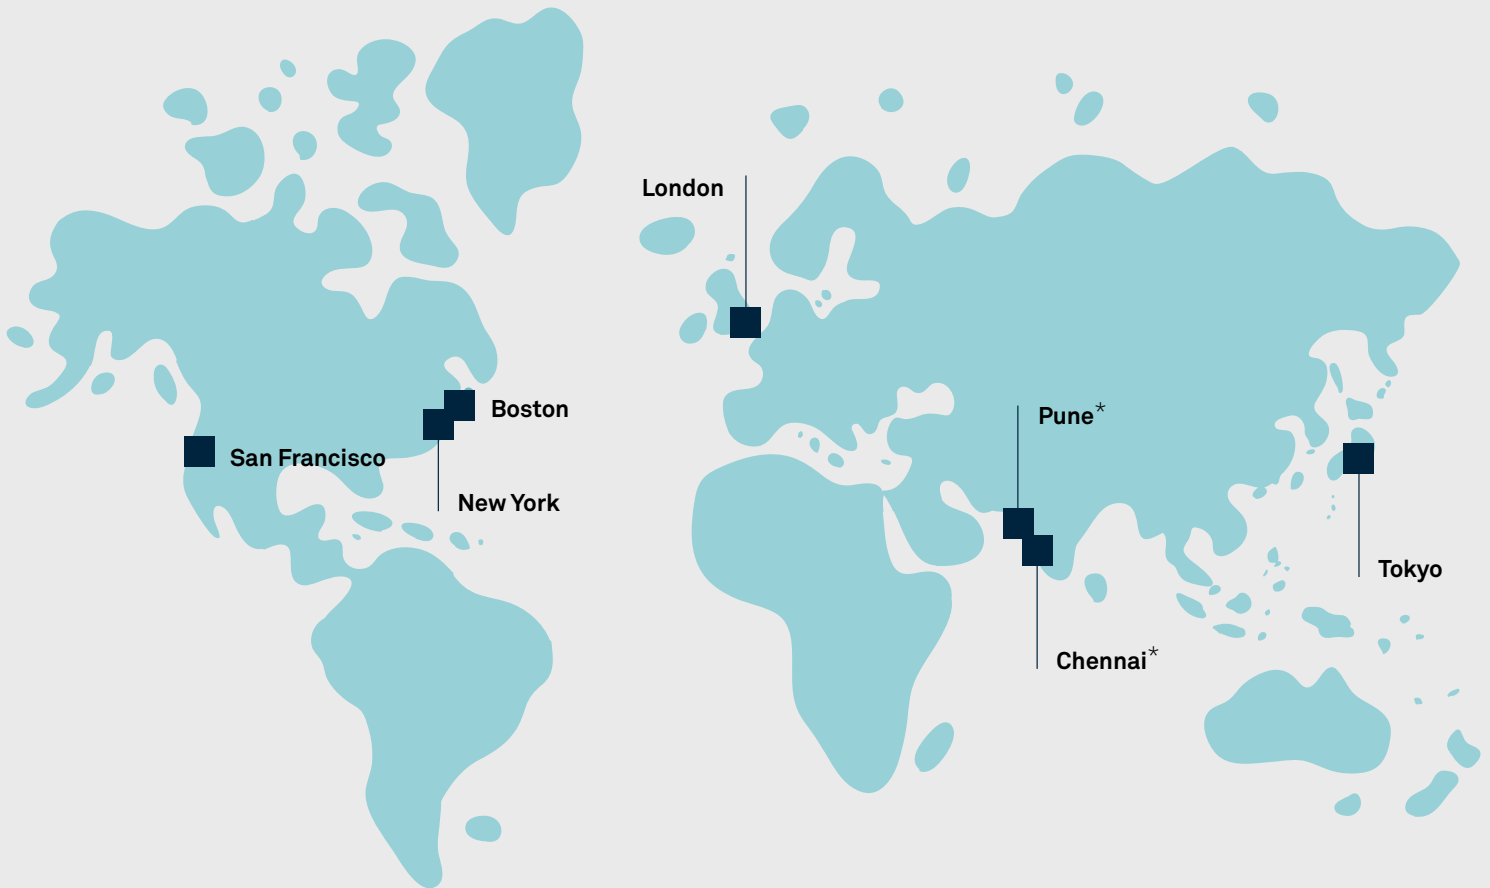 London
Boston
Pune*
San Francisco
New York
Tokyo
Chennai*